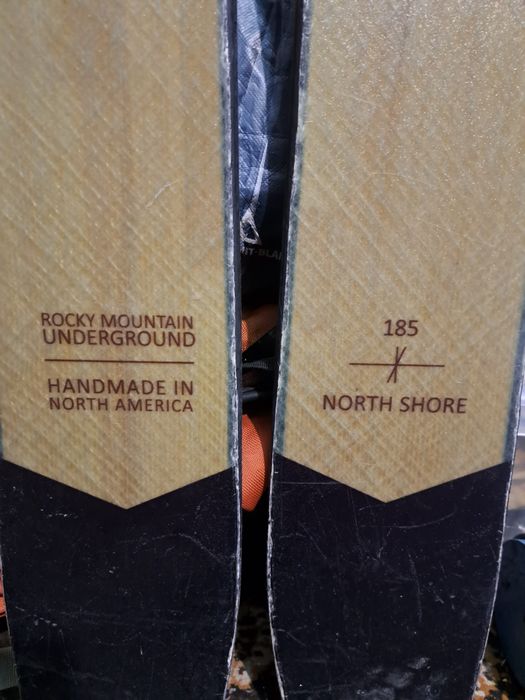 ROCKY MOUNTAIN
UNDERGROUND
HANDMADE IN
NORTH AMERICA
185
NORTH SHORE